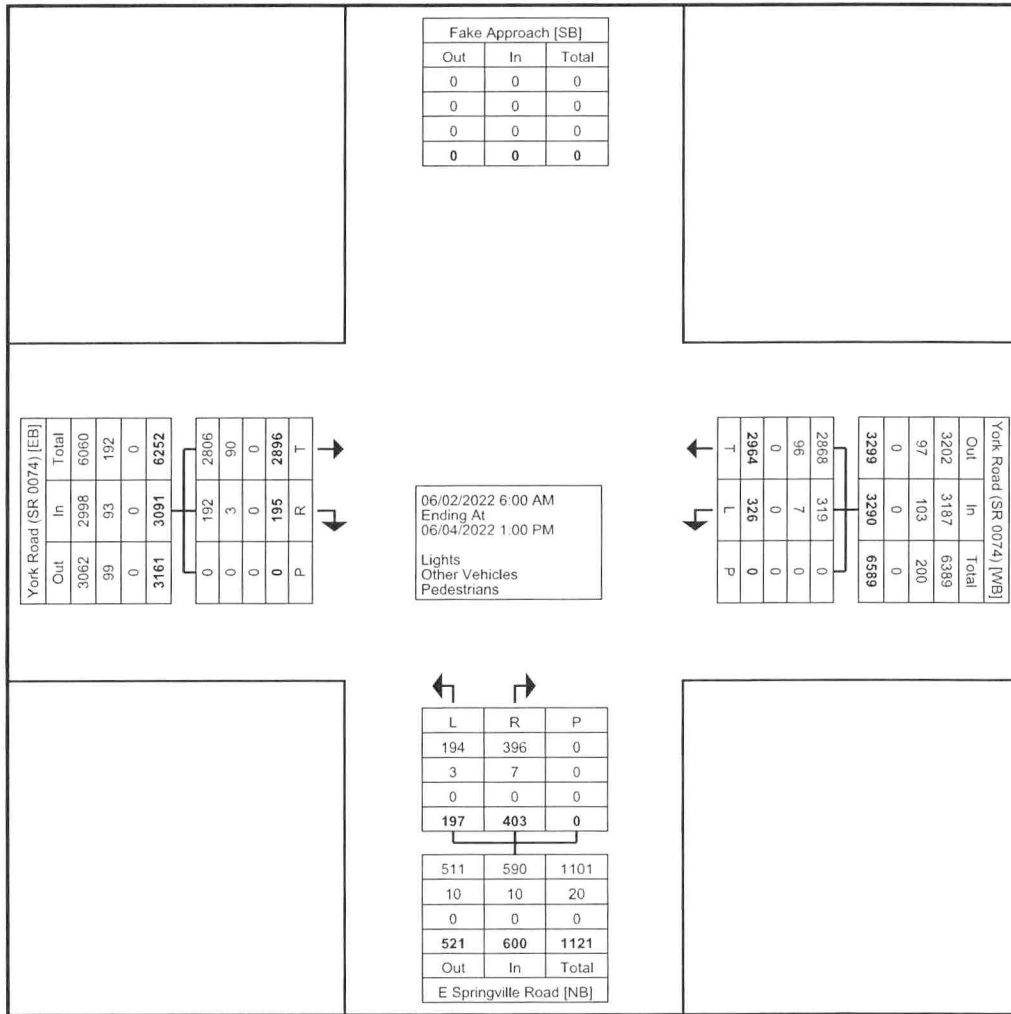 Fake Approach [SB]
Out In Total
0 0 0
0 0 0
0 0 0
0 0 0
York Road (SR 0074) [EB]
Total In Out
6060 2998 3062
192 93 99
0 0 0
6252 3091 3161
2806 192 0
90 3 0
0 0 0
2896 195 0
T R P
06/02/2022 6:00 AM
Ending At
06/04/2022 1:00 PM
Lights
Other Vehicles
Pedestrians
York Road (SR 0074) [WB]
Out In Total
3202 3187 6389
97 103 200
0 0 0
3299 3290 6589
2868 319 0
96 7 0
0 0 0
2964 326 0
T L P
L R P
194 396 0
3 7 0
0 0 0
197 403 0
511 590 1101
10 10 20
0 0 0
521 600 1121
Out In Total
E Springville Road [NB]